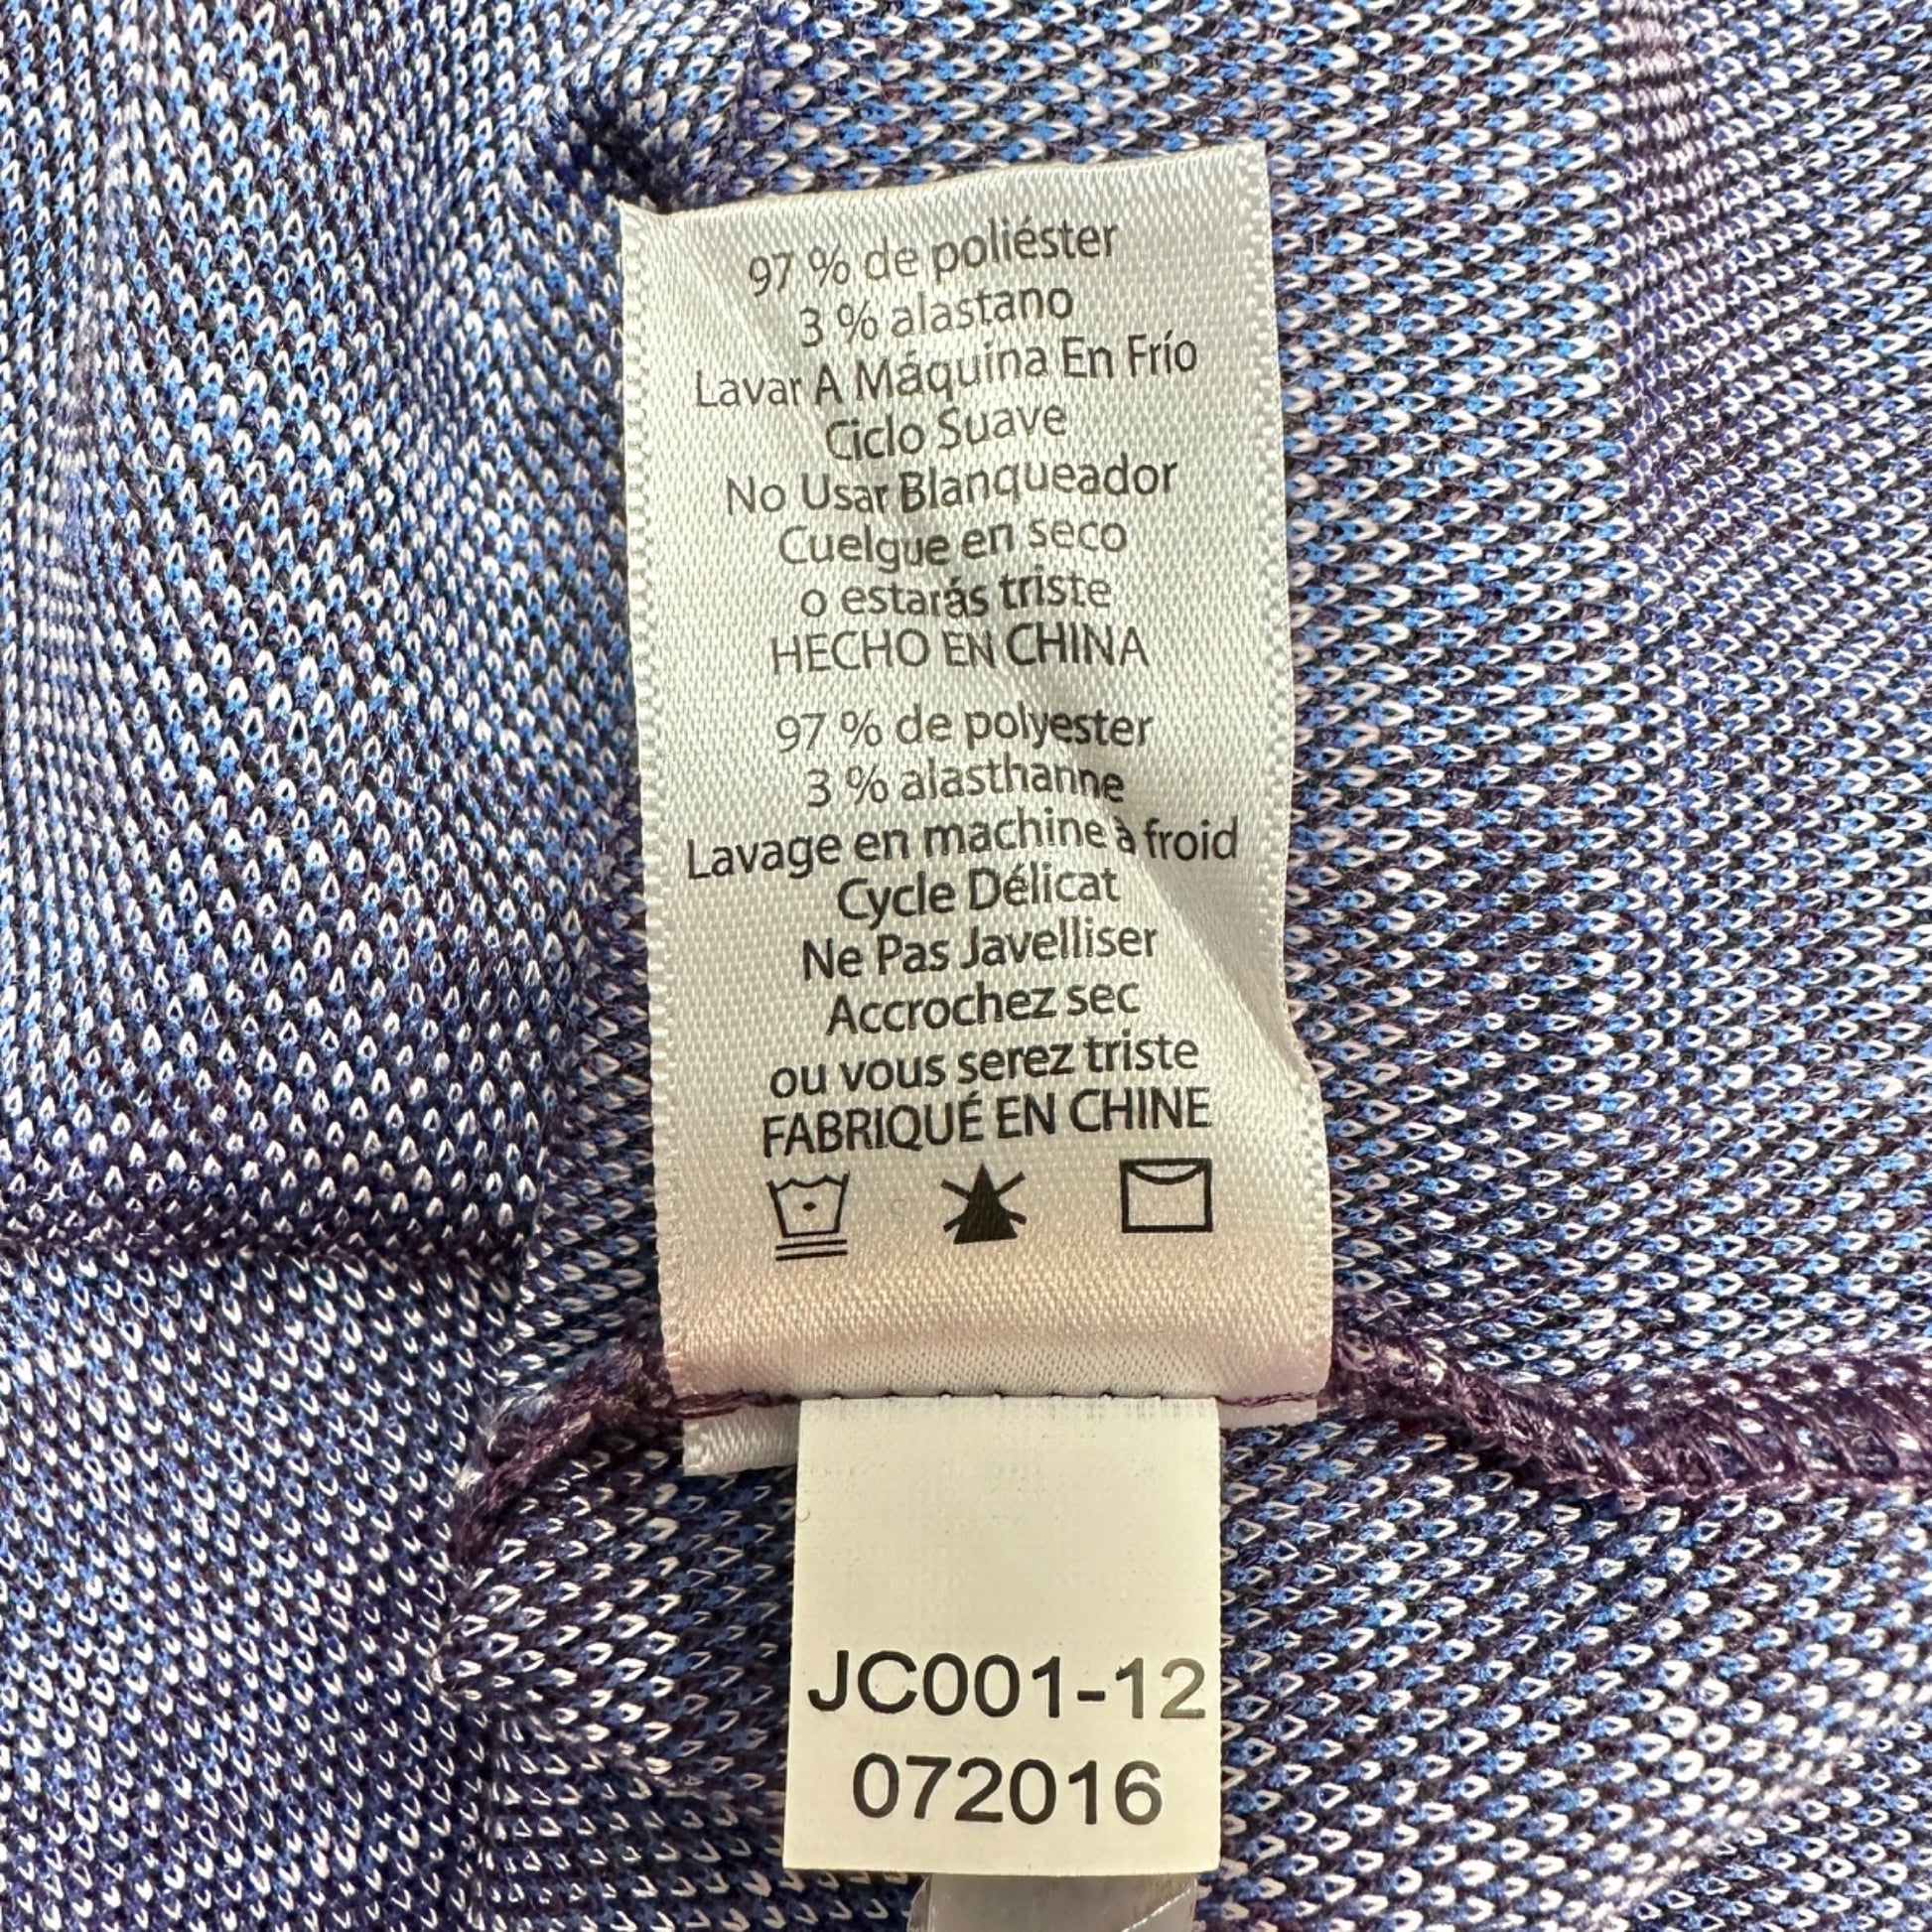 97 % de poliéster
3 % alastano
Lavar A Máquina En Frío
Ciclo Suave
No Usar Blanqueador
Cuelgue en seco
o estarás triste
HECHO EN CHINA
97 % de polyester
3 % alasthanne
Lavage en machine à froid
Cycle Délicat
Ne Pas Javelliser
Accrochez sec
ou vous serez triste
FABRIQUÉ EN CHINE
JC001-12
072016